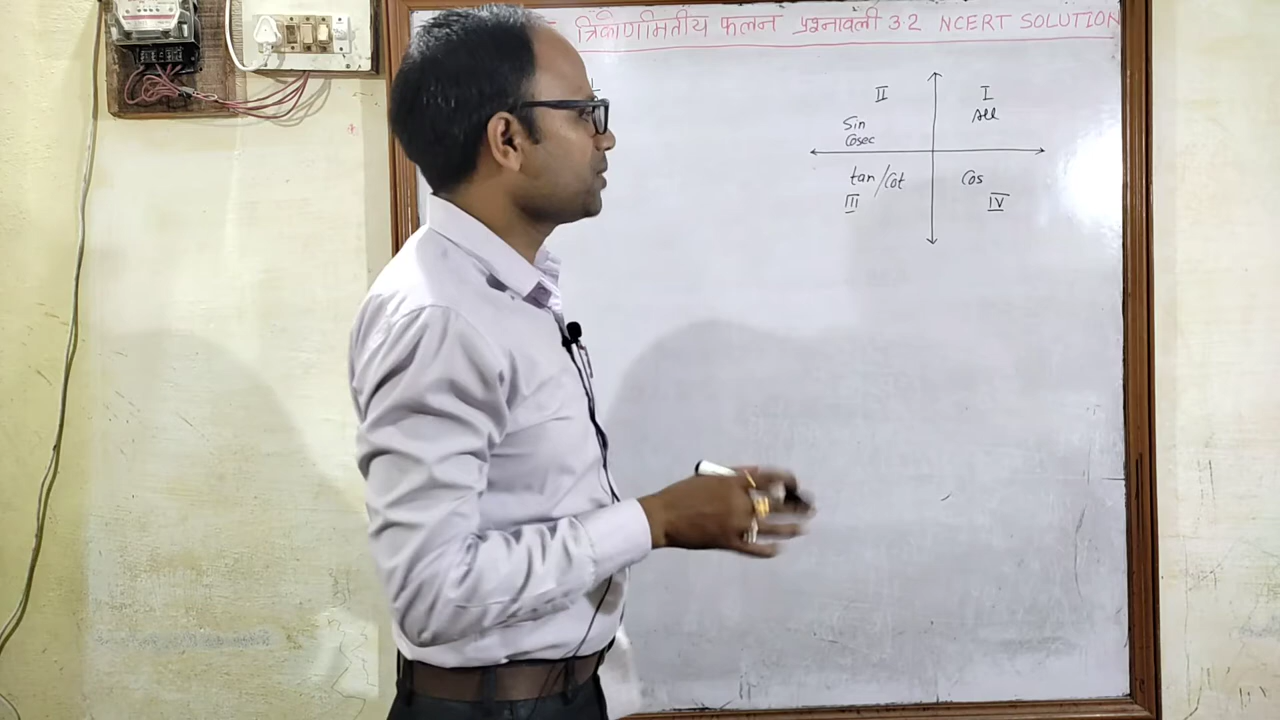 त्रिकोणमितीय फलन प्रश्नावली 3.2 NCERT SOLUTION
II I
All
Sin
Cosec
tan/Cot Cos
III IV